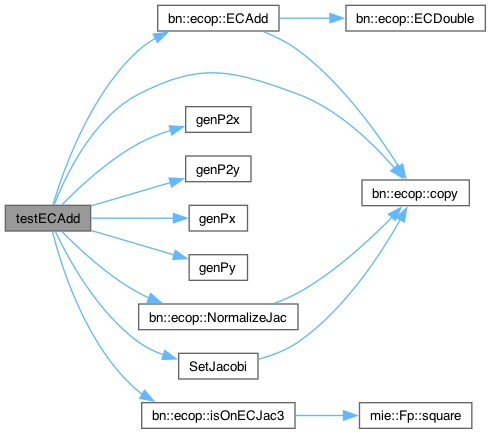 testECAdd
bn::ecop::ECAdd
bn::ecop::ECDouble
genP2x
genP2y
bn::ecop::copy
genPx
genPy
bn::ecop::NormalizeJac
SetJacobi
bn::ecop::isOnECJac3
mie::Fp::square